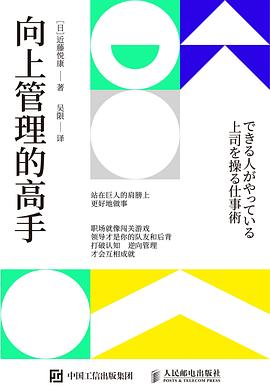 [日]近藤悦康——著
吴限——译
向上管理的高手
できる人がやっている
上司を操る仕事術
站在巨人的肩膀上
更好地做事
职场就像闯关游戏
领导才是你的队友和后背
打破认知 逆向管理
才会互相成就
中国工信出版集团
人民邮电出版社
POSTS & TELECOM PRESS